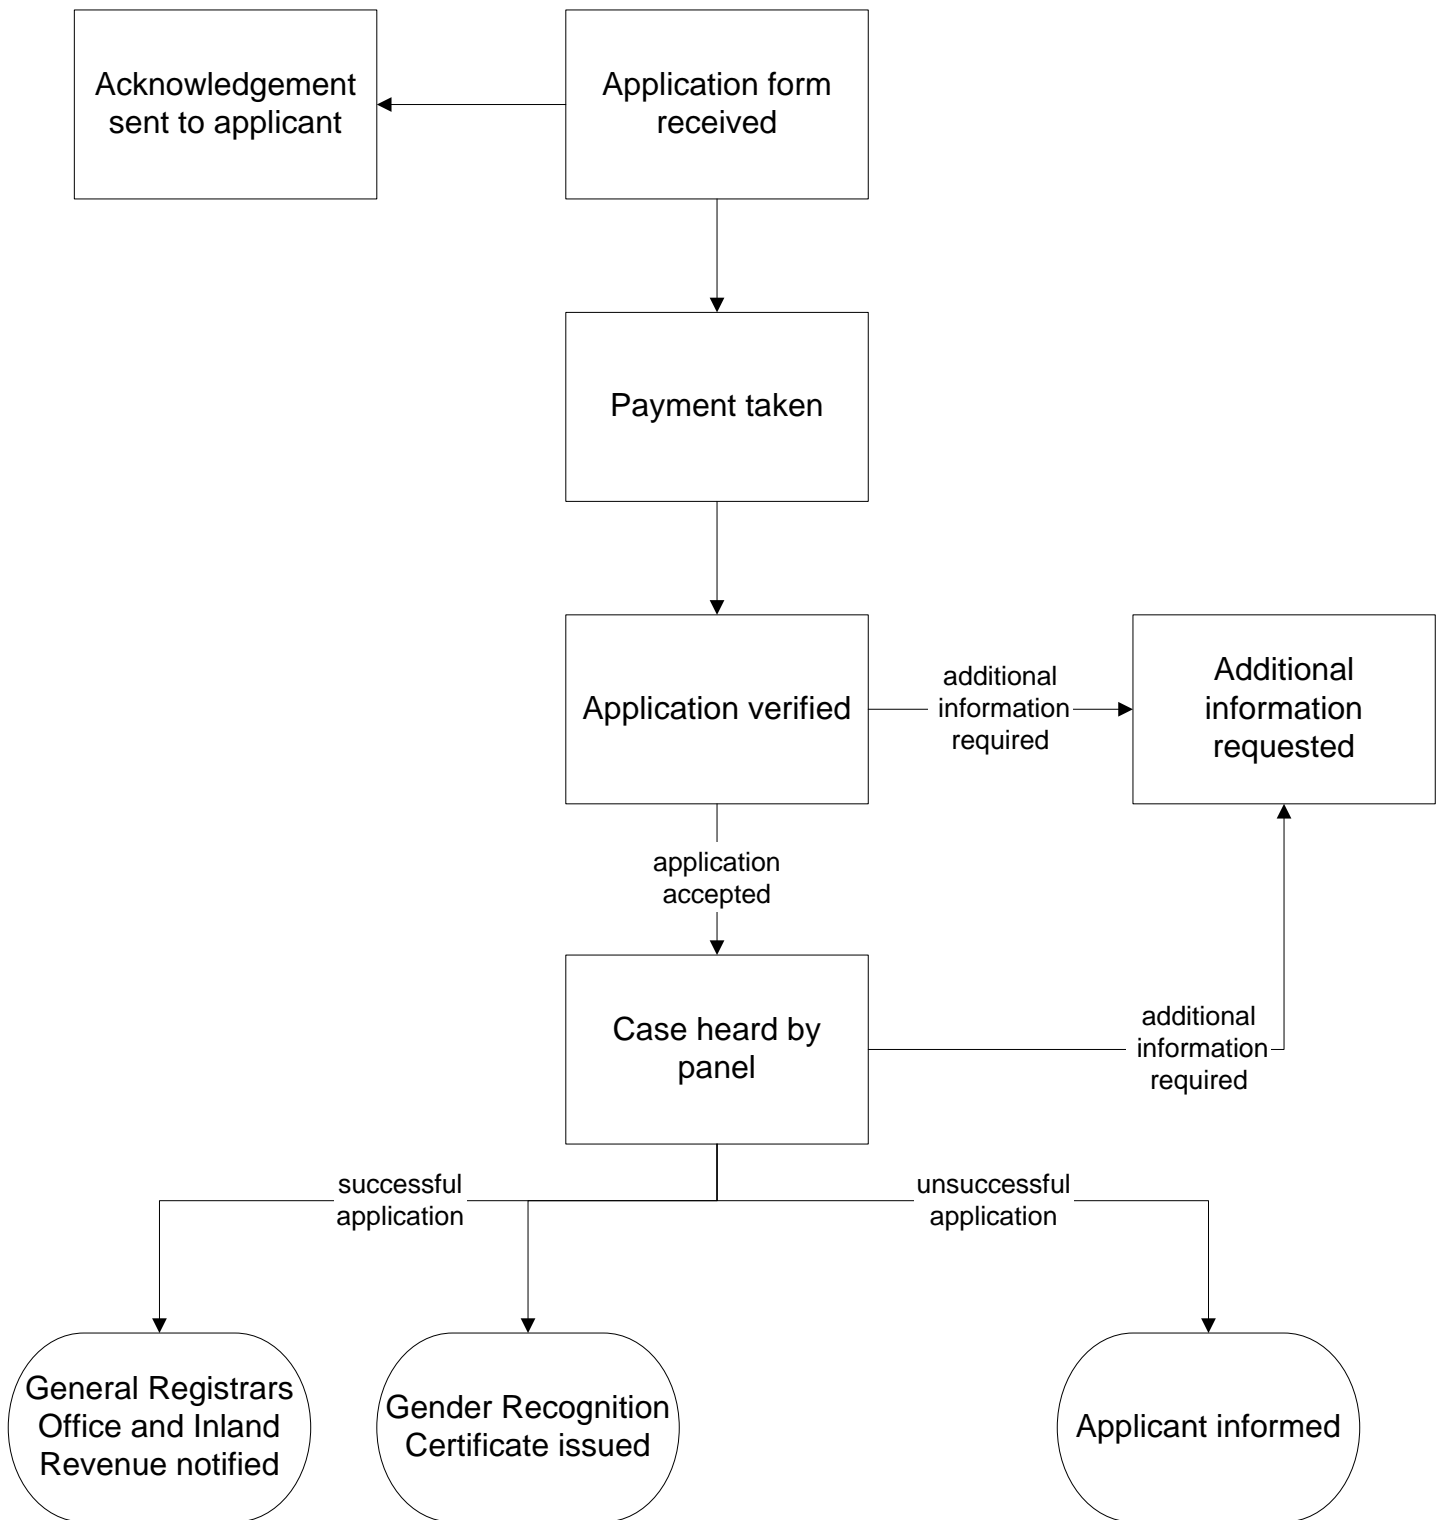 Acknowledgement
sent to applicant
Application form
received
Payment taken
Application verified
additional
information
required
Additional
information
requested
application
accepted
Case heard by
panel
additional
information
required
successful
application
unsuccessful
application
General Registrars
Office and Inland
Revenue notified
Gender Recognition
Certificate issued
Applicant informed